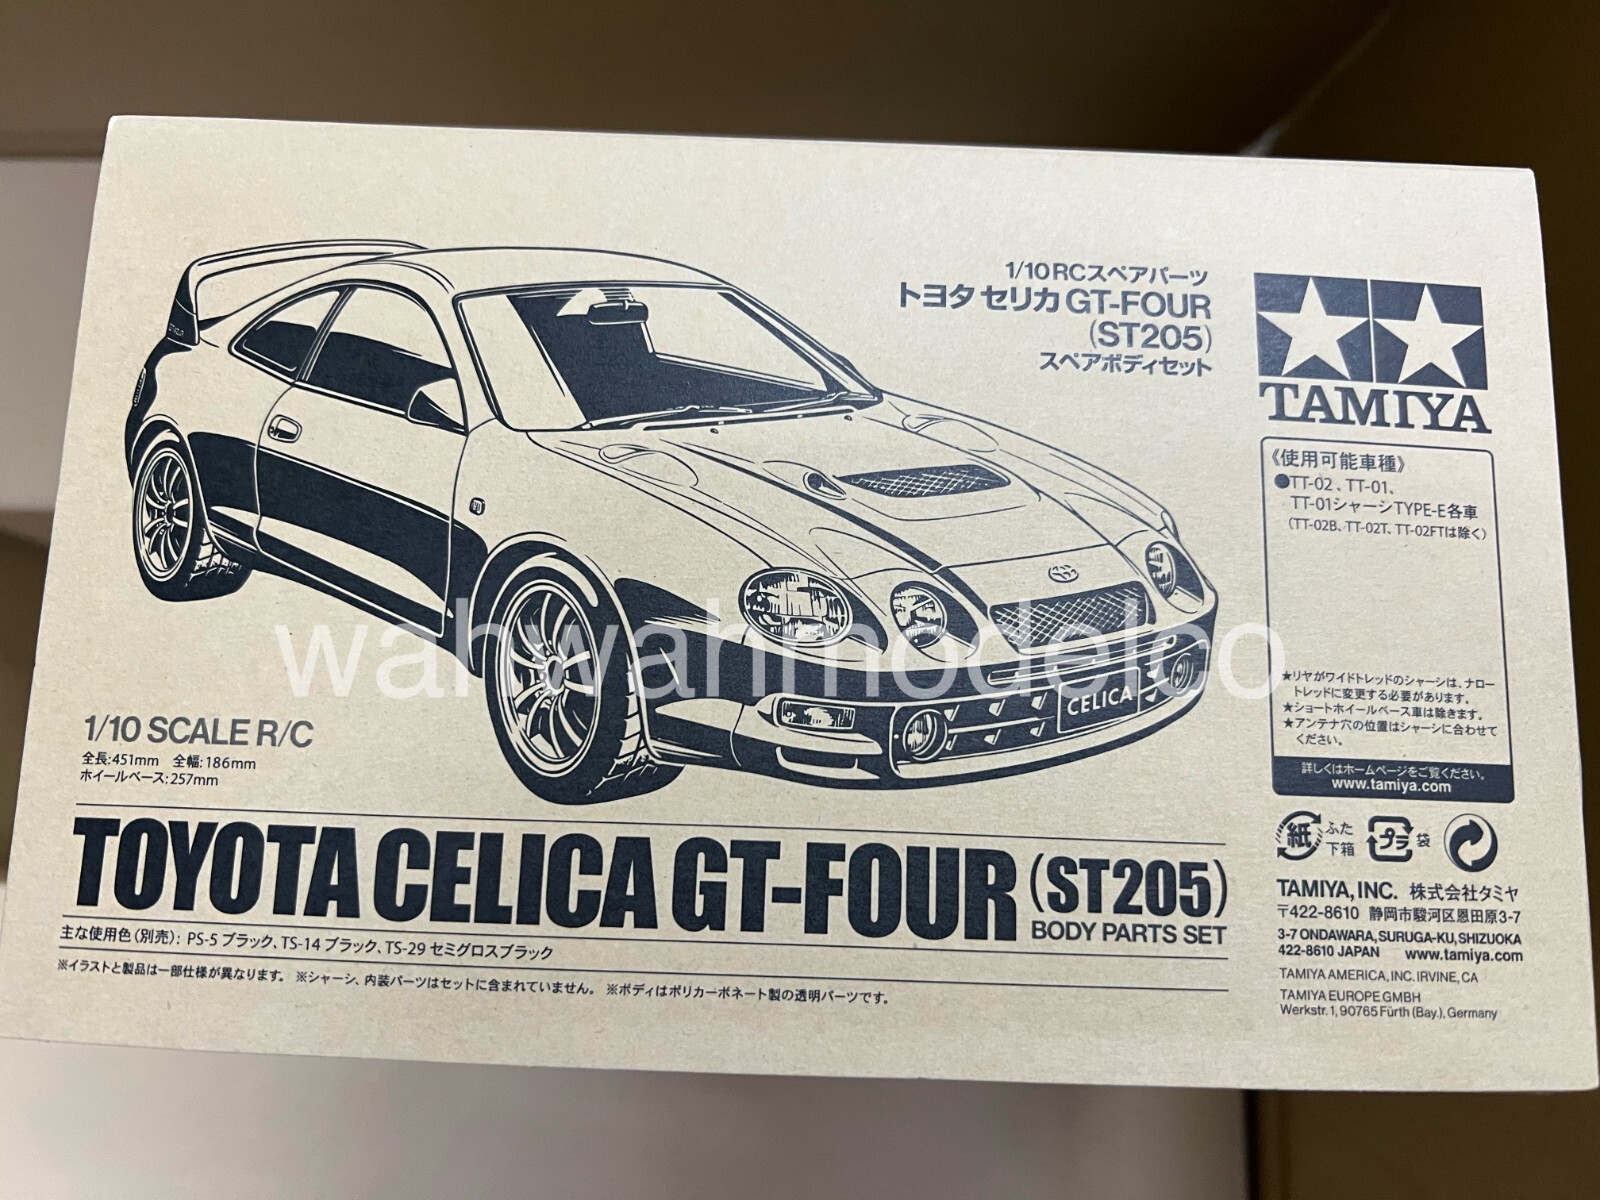 1/10RCスペアパーツ
トヨタ セリカ GT-FOUR
(ST205)
スペアボディセット
TAMIYA
《使用可能車種》
●TT-02、TT-01、
TT-01シャーシTYPE-E各車
(TT-02B、TT-02T、TT-02FTは除く)
★リヤがワイドトレッドのシャーシは、ナロー
トレッドに変更する必要があります。
★ショートホイールベース車は除きます。
★アンテナ穴の位置はシャーシに合わせて
ください。
詳しくはホームページをご覧ください。
www.tamiya.com
CELICA
wahwahmodelco
1/10 SCALE R/C
全長:451mm 全幅:186mm
ホイールベース:257mm
TOYOTA CELICA GT-FOUR (ST205)
BODY PARTS SET
主な使用色(別売): PS-5 ブラック、TS-14 ブラック、TS-29 セミグロスブラック
※イラストと製品は一部仕様が異なります。 ※シャーシ、内装パーツはセットに含まれていません。 ※ボディはポリカーボネート製の透明パーツです。
紙 ふた 下箱 プラ 袋
TAMIYA, INC. 株式会社タミヤ
〒422-8610 静岡市駿河区恩田原3-7
3-7 ONDAWARA, SURUGA-KU, SHIZUOKA
422-8610 JAPAN www.tamiya.com
TAMIYA AMERICA, INC. IRVINE, CA
TAMIYA EUROPE GMBH
Werkstr. 1, 90765 Fürth (Bay.), Germany